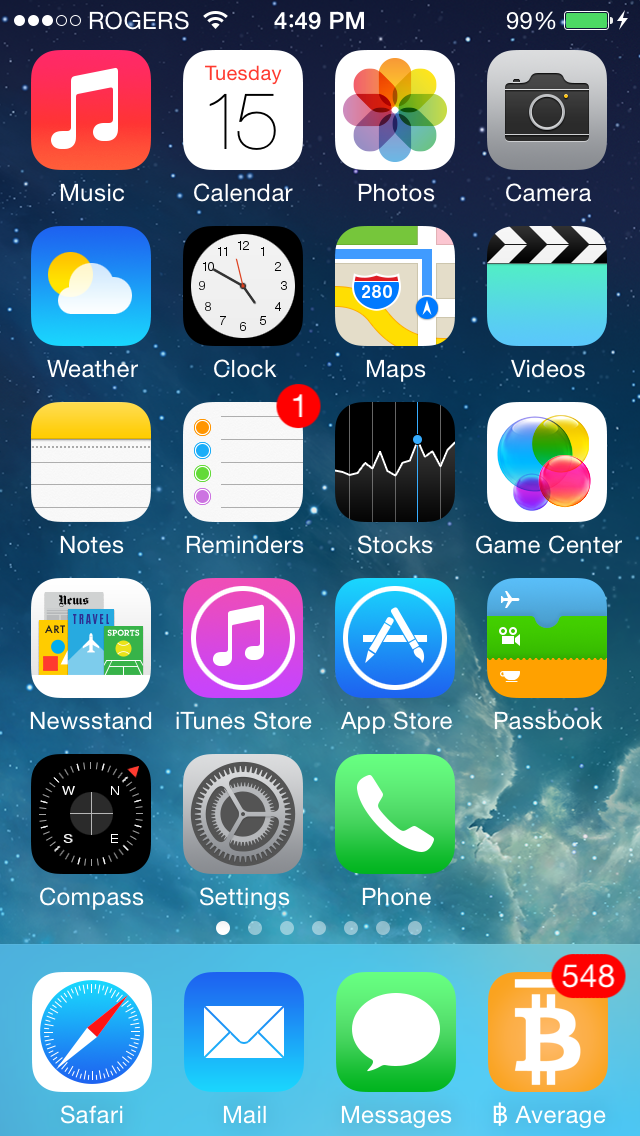 ROGERS 4:49 PM 99%
Tuesday
15
Music Calendar Photos Camera
12
1
2
3
4
5
6
7
8
9
10
11
280
Weather Clock Maps Videos
1
Notes Reminders Stocks Game Center
News
ART TRAVEL SPORTS
Newsstand iTunes Store App Store Passbook
W N
S E
Compass Settings Phone
548
Safari Mail Messages ฿ Average